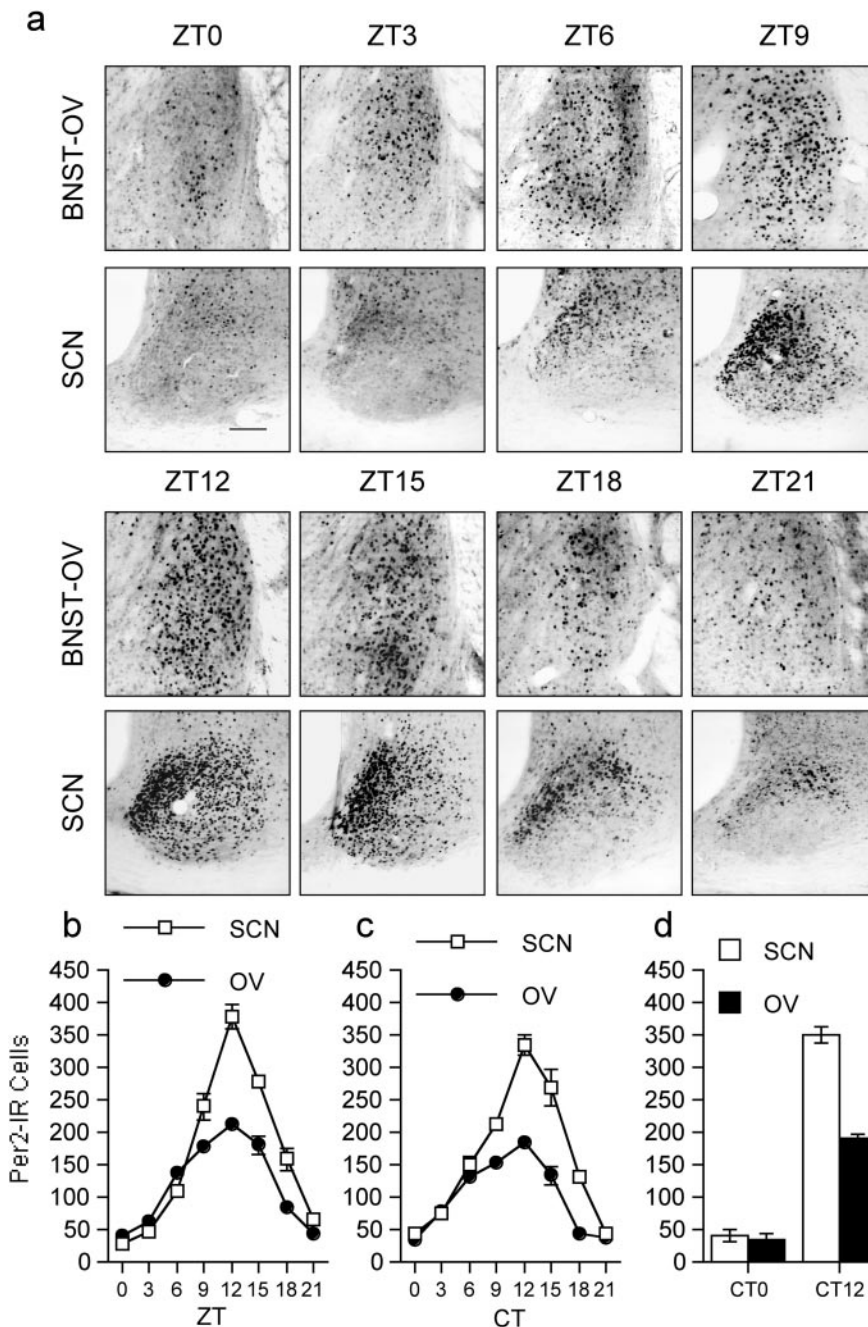 a
ZT0 ZT3 ZT6 ZT9
BNST-OV
SCN
ZT12 ZT15 ZT18 ZT21
BNST-OV
SCN
b
SCN
OV
450
400
350
300
250
200
150
100
50
0
Per2-IR Cells
0 3 6 9 12 15 18 21
ZT
c
SCN
OV
450
400
350
300
250
200
150
100
50
0
0 3 6 9 12 15 18 21
CT
d
SCN
OV
450
400
350
300
250
200
150
100
50
0
CT0 CT12